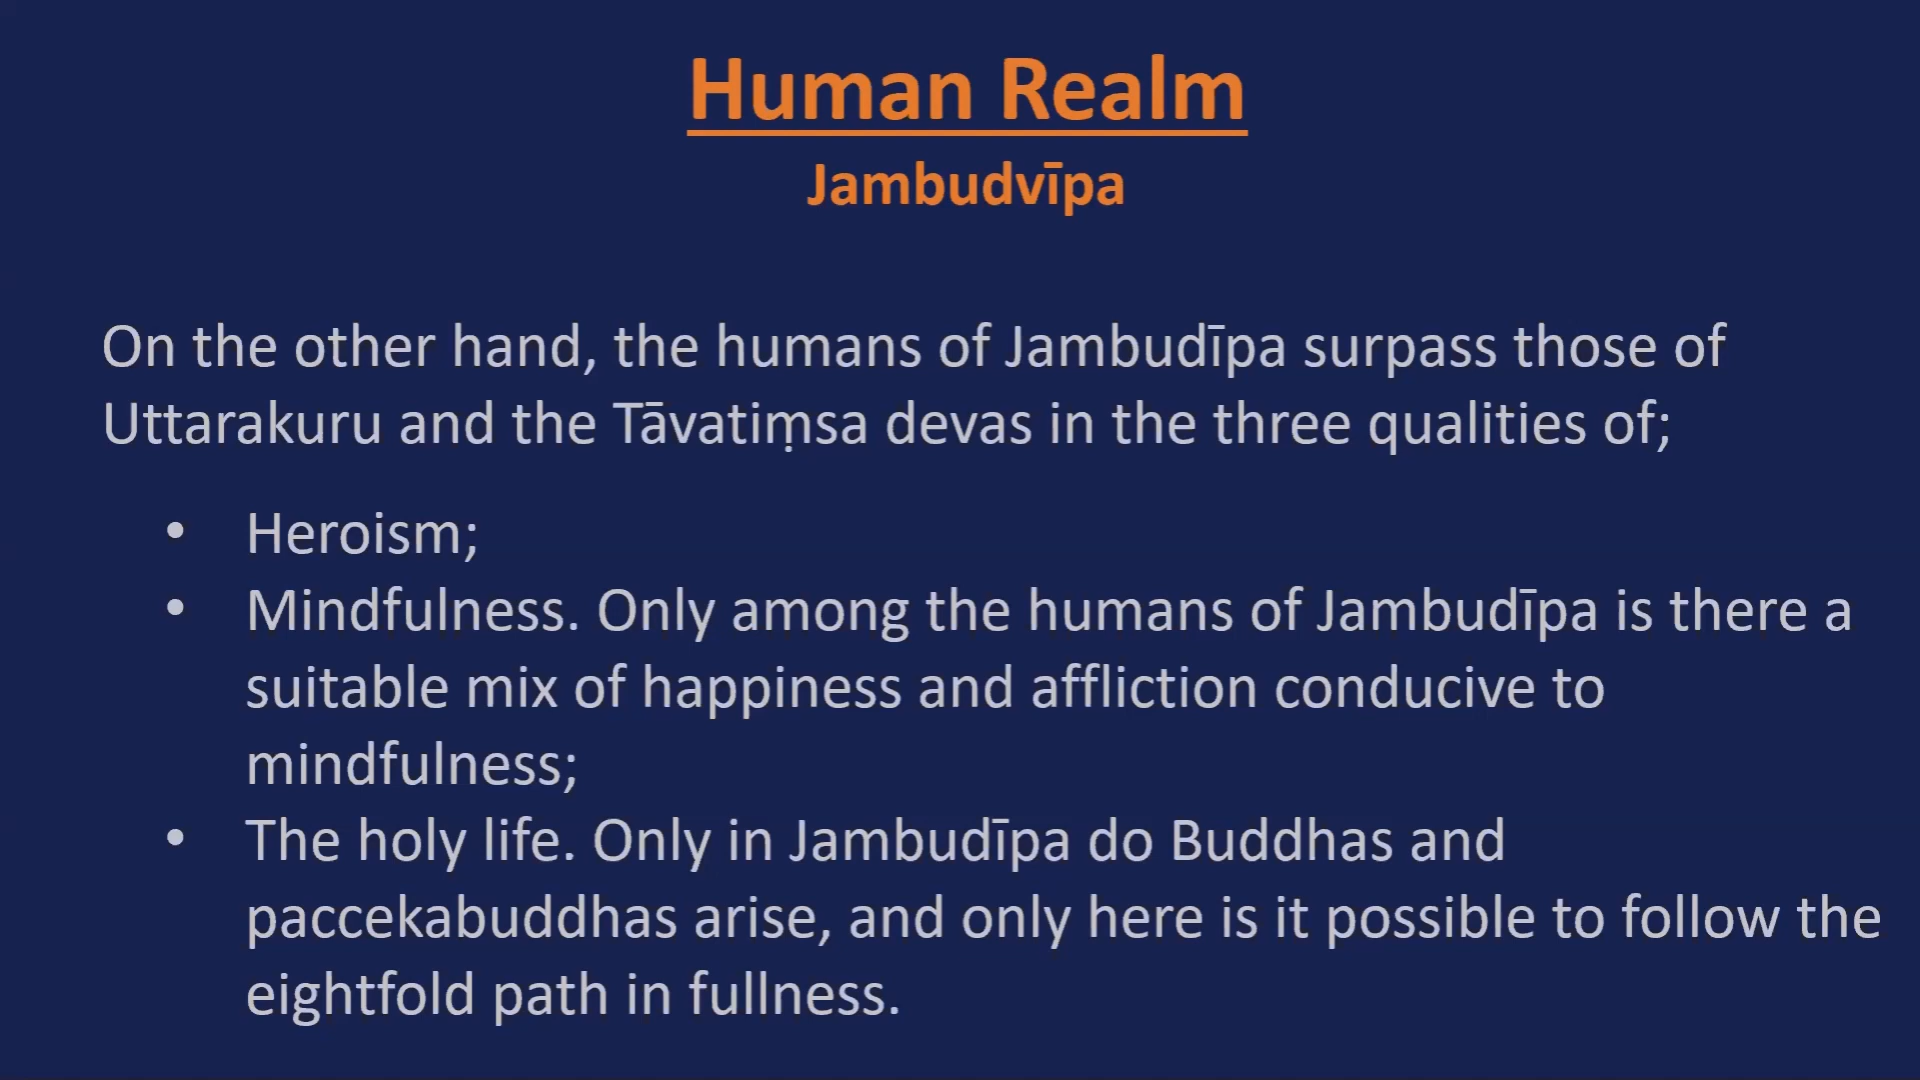 Human Realm
Jambudvīpa
On the other hand, the humans of Jambudīpa surpass those of
Uttarakuru and the Tāvatiṃsa devas in the three qualities of;
• Heroism;
• Mindfulness. Only among the humans of Jambudīpa is there a
suitable mix of happiness and affliction conducive to
mindfulness;
• The holy life. Only in Jambudīpa do Buddhas and
paccekabuddhas arise, and only here is it possible to follow the
eightfold path in fullness.